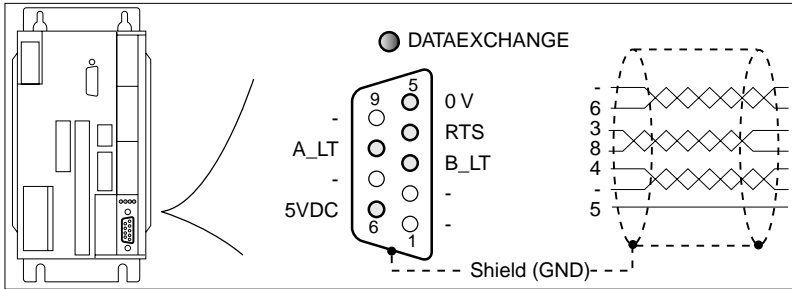 DATAEXCHANGE
5
9
0 V
-
RTS
A_LT
B_LT
-
-
5VDC
-
6
1
Shield (GND)
-
6
3
8
4
-
5